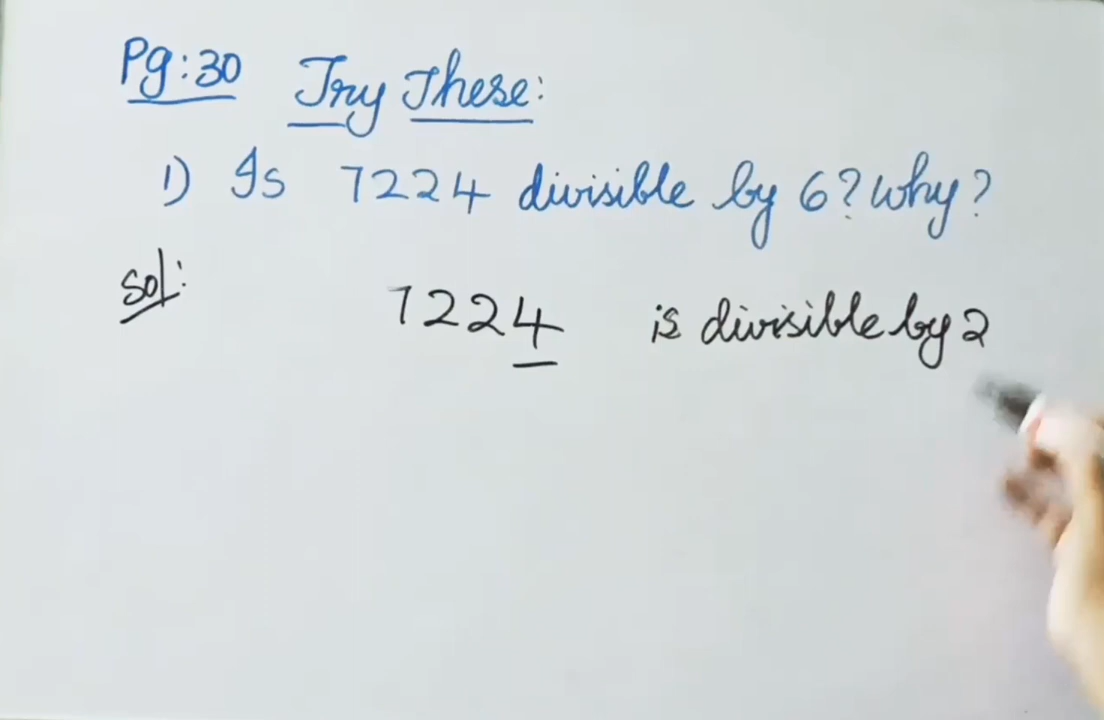 Pg:30 Try These:
1) Is 7224 divisible by 6? Why?
Sol: 7224 is divisible by 2